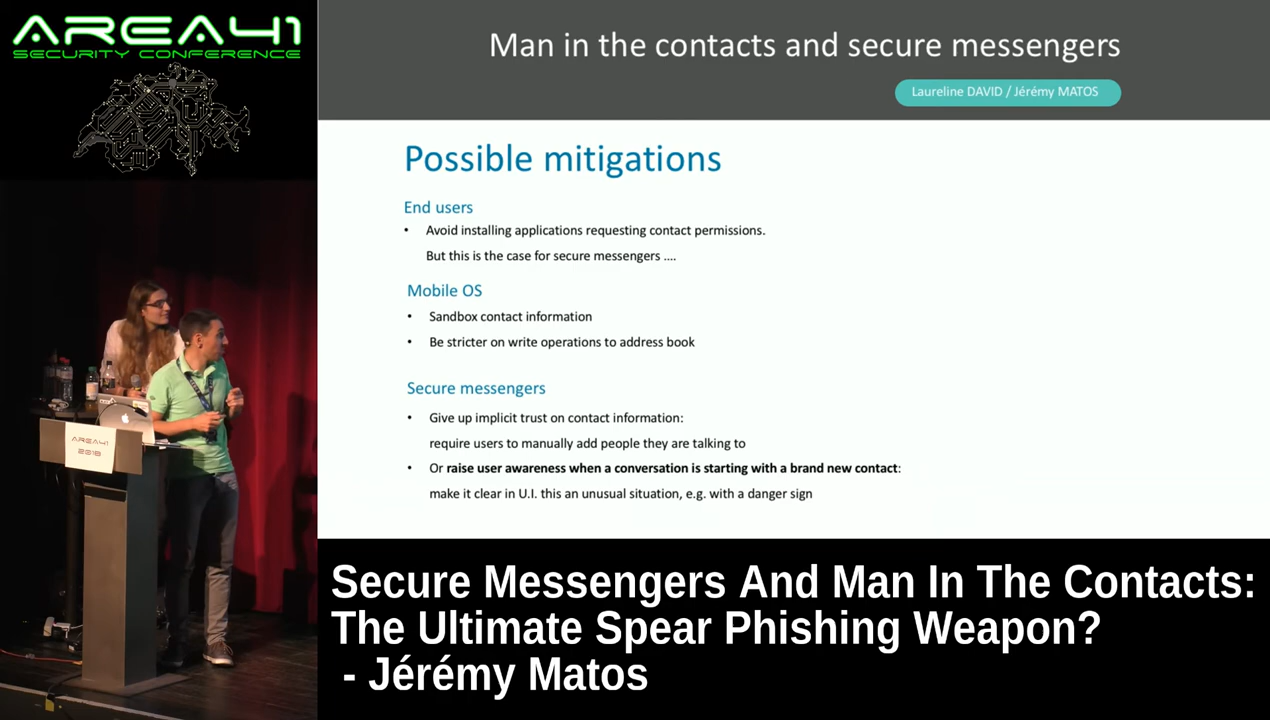 AREA41
SECURITY CONFERENCE
Man in the contacts and secure messengers
Laureline DAVID / Jérémy MATOS
Possible mitigations
End users
• Avoid installing applications requesting contact permissions.
But this is the case for secure messengers ....
Mobile OS
• Sandbox contact information
• Be stricter on write operations to address book
Secure messengers
• Give up implicit trust on contact information:
require users to manually add people they are talking to
• Or raise user awareness when a conversation is starting with a brand new contact:
make it clear in U.I. this an unusual situation, e.g. with a danger sign
AREA41
2018
Secure Messengers And Man In The Contacts:
The Ultimate Spear Phishing Weapon?
- Jérémy Matos